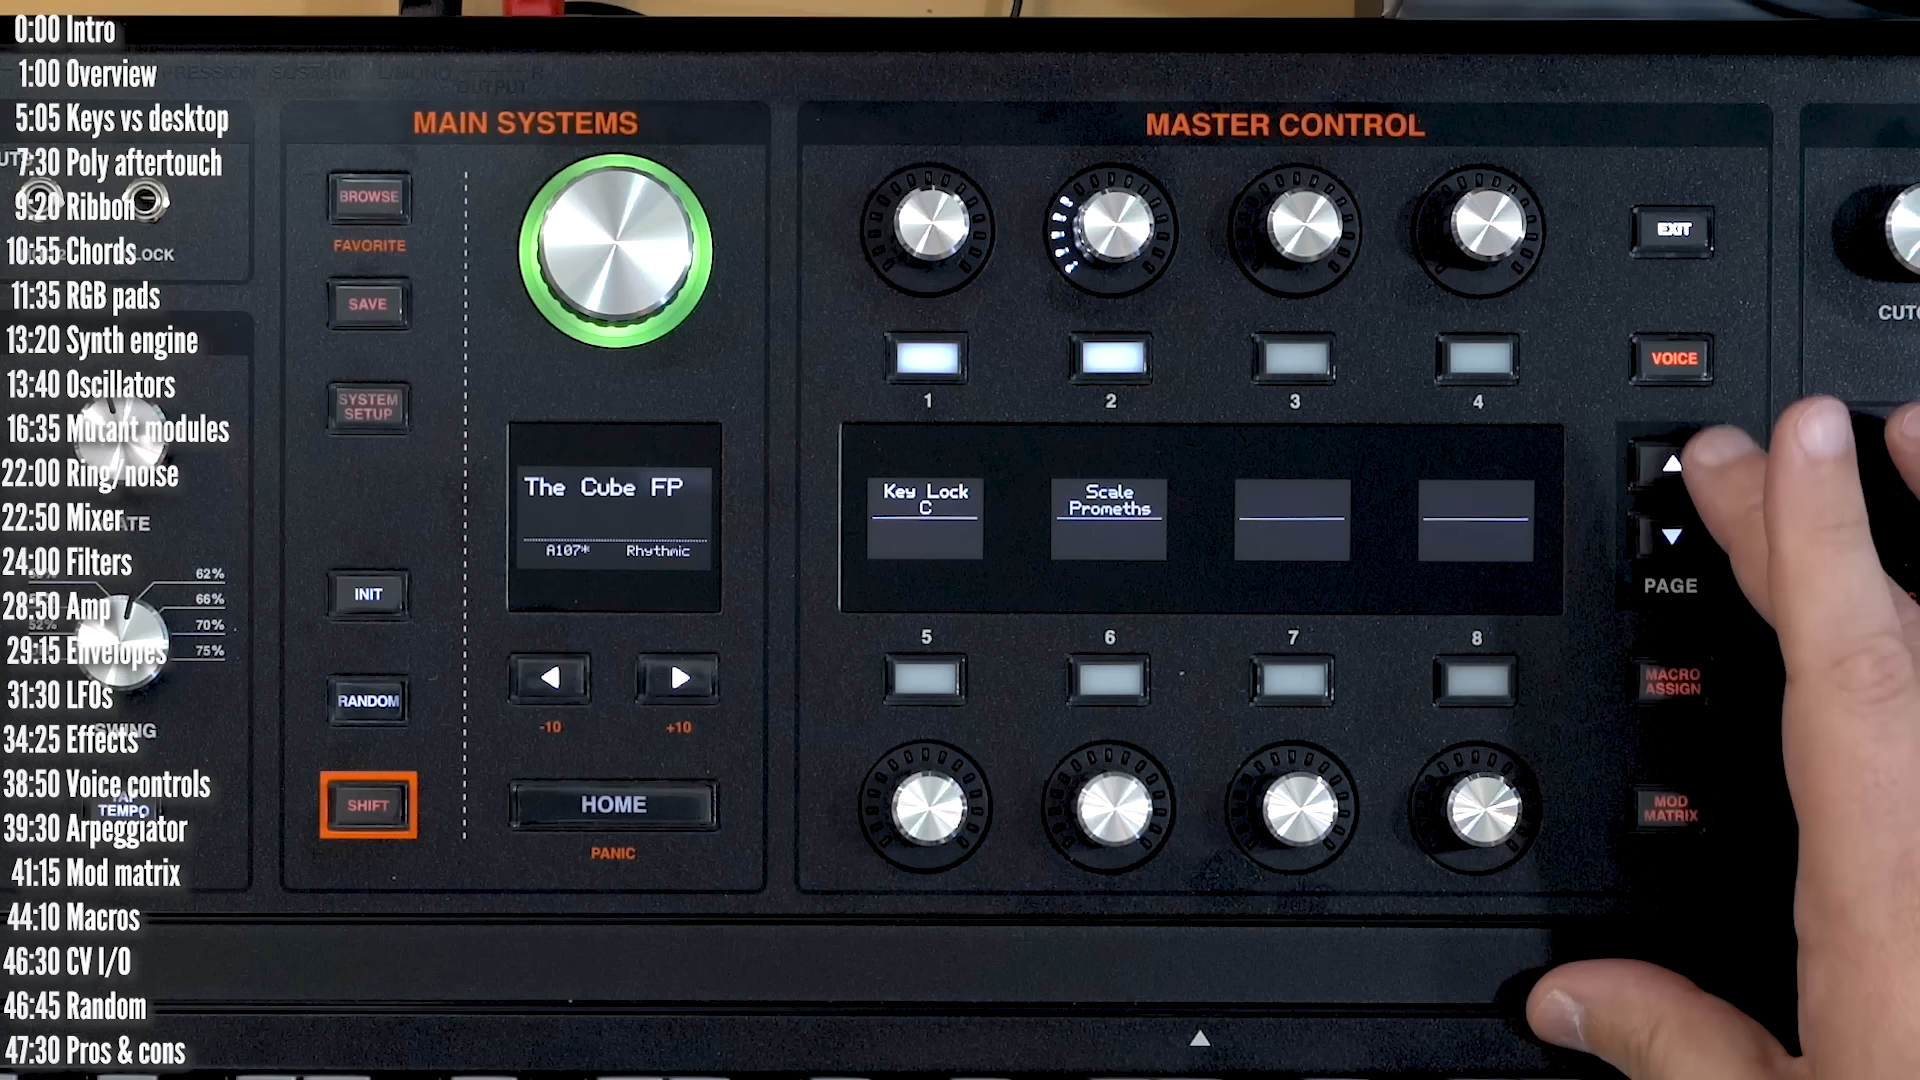 0:00 Intro
1:00 Overview
5:05 Keys vs desktop
7:30 Poly aftertouch
9:20 Ribbon
10:55 Chords
11:35 RGB pads
13:20 Synth engine
13:40 Oscillators
16:35 Mutant modules
22:00 Ring/noise
22:50 Mixer
24:00 Filters
28:50 Amp
29:15 Envelopes
31:30 LFOs
34:25 Effects
38:50 Voice controls
39:30 Arpeggiator
41:15 Mod matrix
44:10 Macros
46:30 CV I/O
46:45 Random
47:30 Pros & cons
OUTPUT
62%
66%
70%
75%
SWING
TAP
TEMPO
MAIN SYSTEMS
BROWSE
FAVORITE
SAVE
SYSTEM
SETUP
INIT
RANDOM
SHIFT
The Cube FP
A107* Rhythmic
-10 +10
HOME
PANIC
MASTER CONTROL
1 2 3 4
Key Lock
C
Scale
Promeths
5 6 7 8
EXIT
VOICE
PAGE
MACRO
ASSIGN
MOD
MATRIX